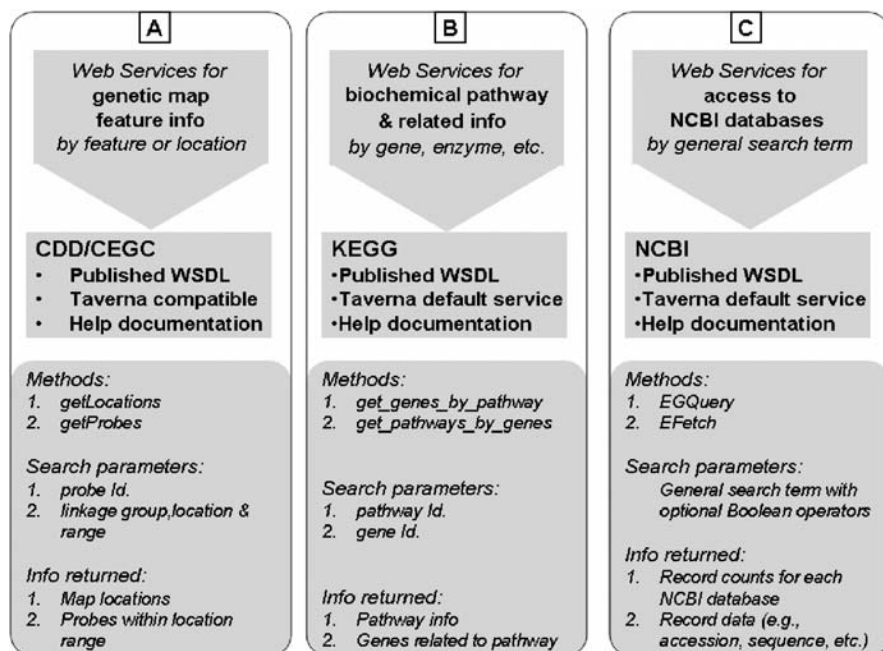 A
Web Services for
genetic map
feature info
by feature or location
CDD/CEGC
• Published WSDL
• Taverna compatible
• Help documentation
Methods:
1. getLocations
2. getProbes
Search parameters:
1. probe Id.
2. linkage group,location &
range
Info returned:
1. Map locations
2. Probes within location
range
B
Web Services for
biochemical pathway
& related info
by gene, enzyme, etc.
KEGG
•Published WSDL
•Taverna default service
•Help documentation
Methods:
1. get_genes_by_pathway
2. get_pathways_by_genes
Search parameters:
1. pathway Id.
2. gene Id.
Info returned:
1. Pathway info
2. Genes related to pathway
C
Web Services for
access to
NCBI databases
by general search term
NCBI
•Published WSDL
•Taverna default service
•Help documentation
Methods:
1. EGQuery
2. EFetch
Search parameters:
General search term with
optional Boolean operators
Info returned:
1. Record counts for each
NCBI database
2. Record data (e.g.,
accession, sequence, etc.)